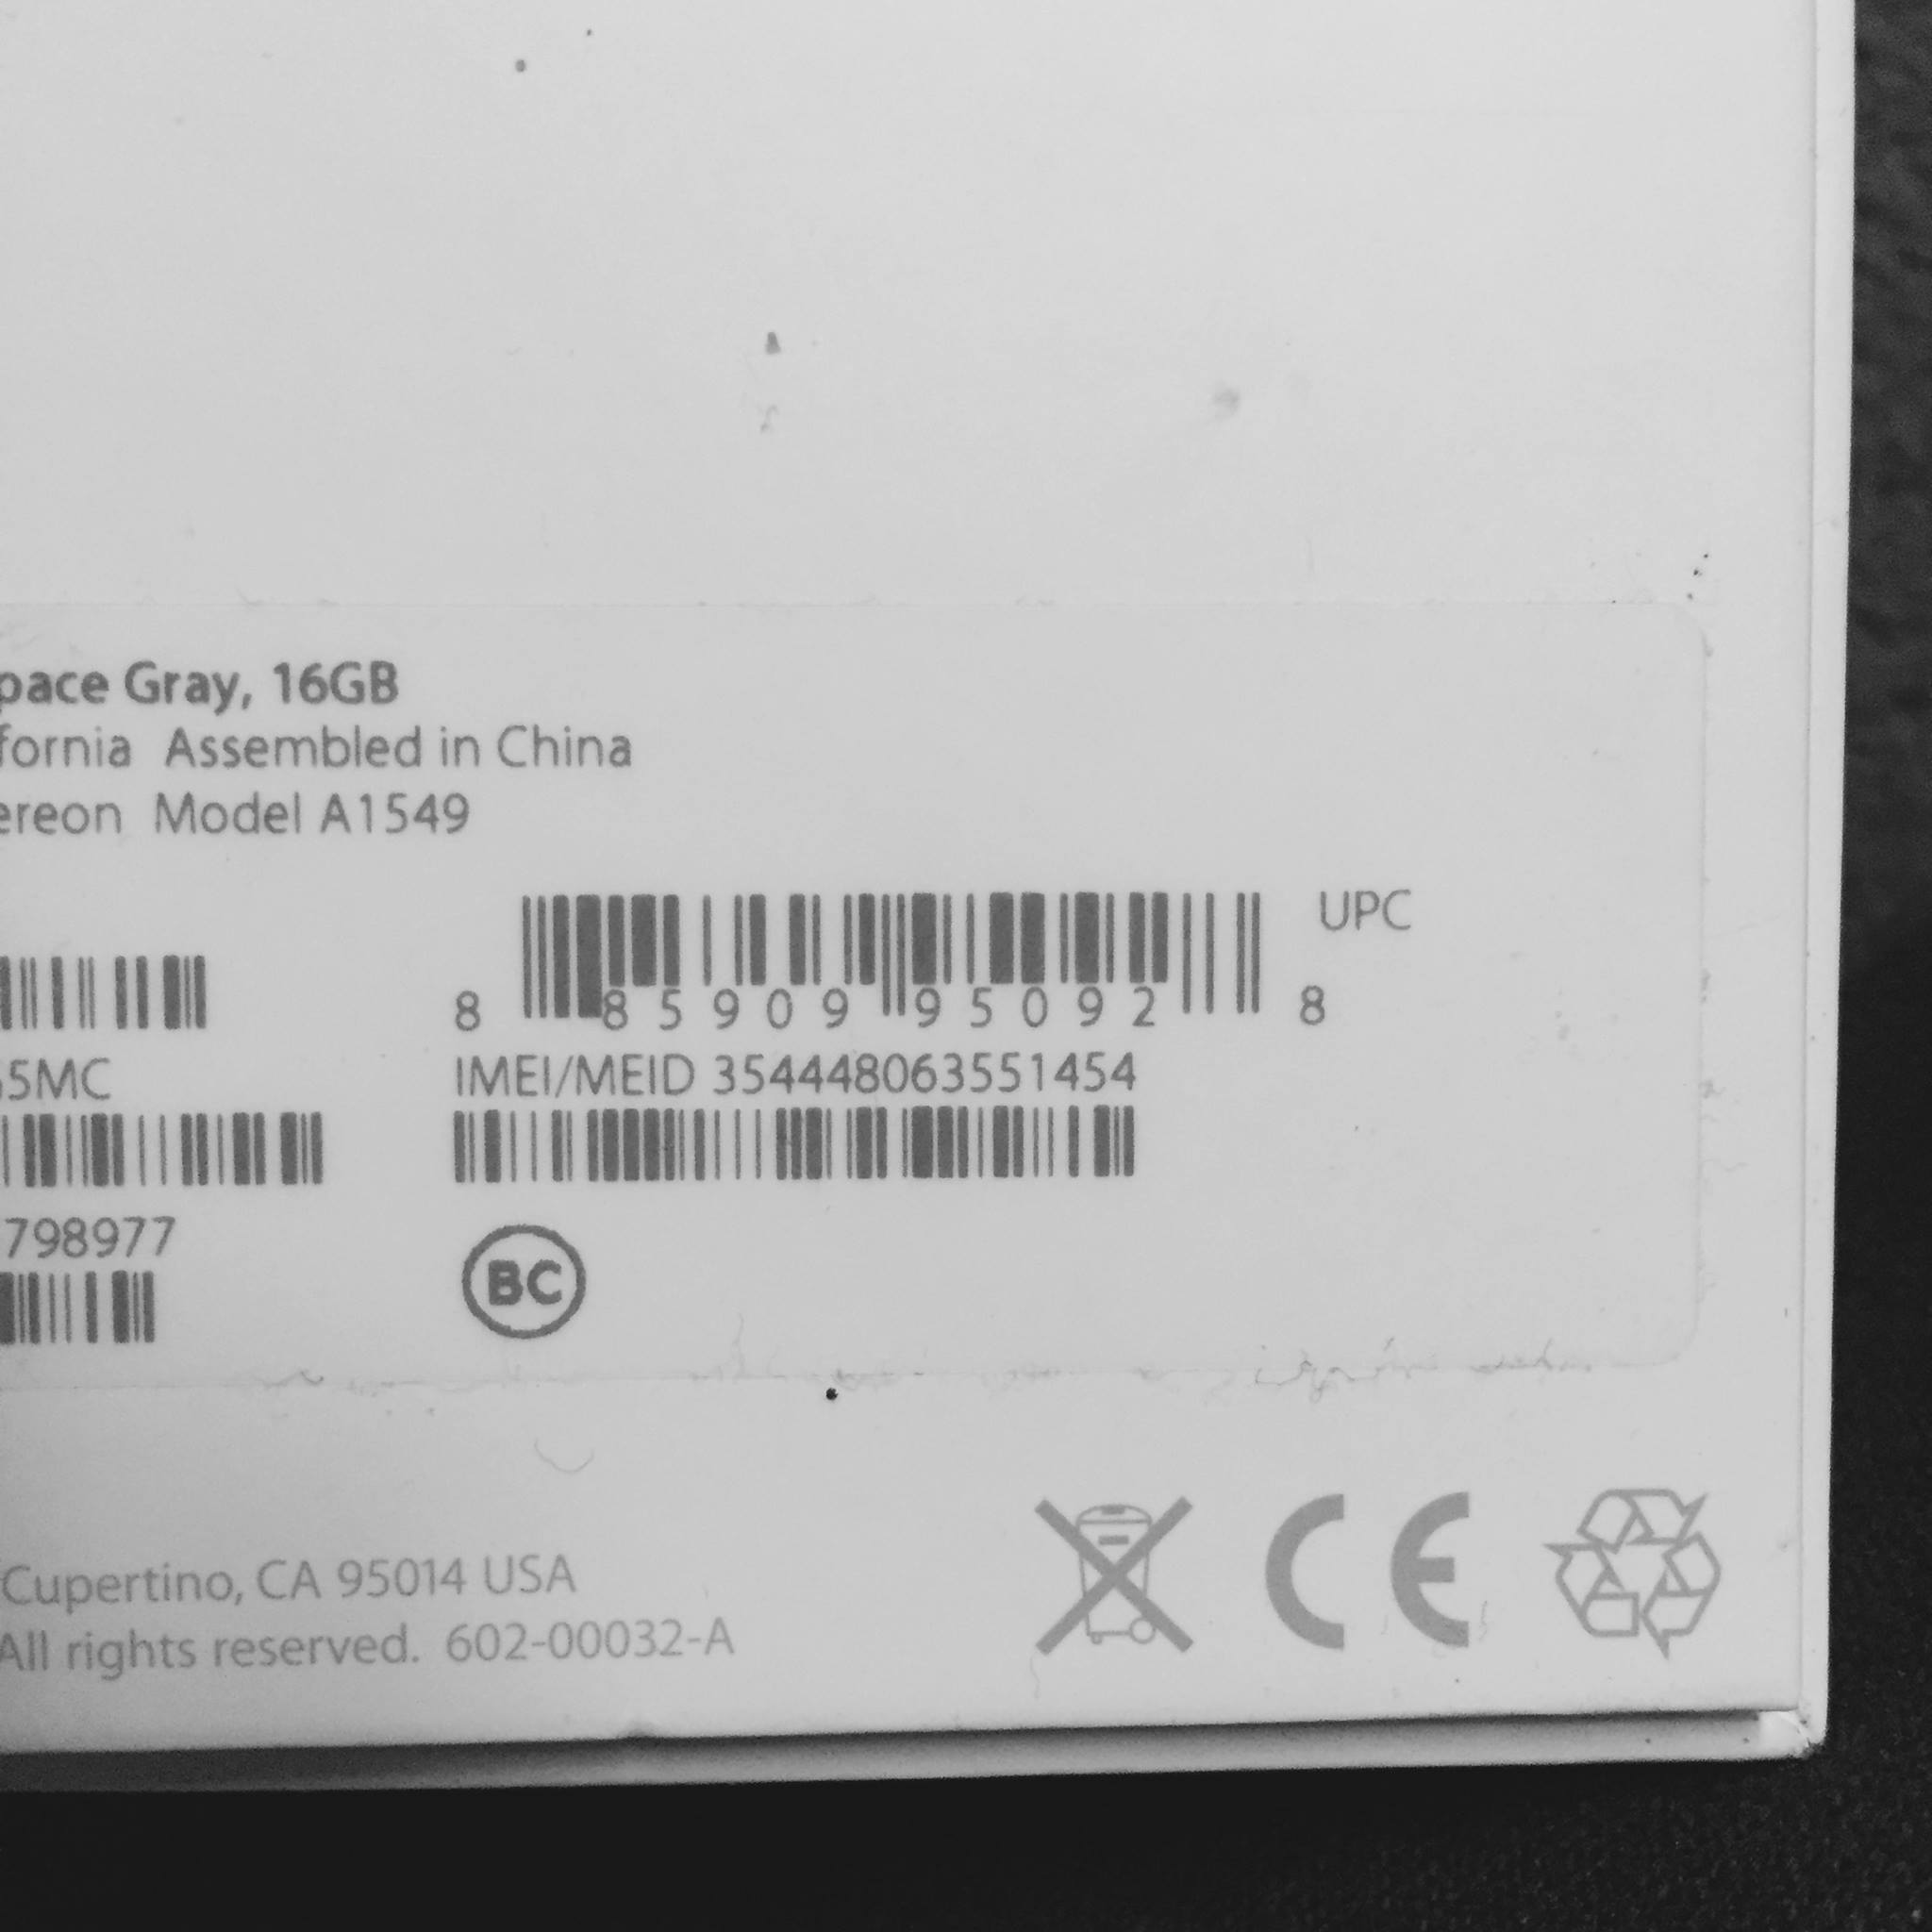 pace Gray, 16GB
fornia Assembled in China
ereon Model A1549
UPC
8 85909 95092 8
5MC
IMEI/MEID 354448063551454
798977
BC
Cupertino, CA 95014 USA
All rights reserved. 602-00032-A
CE